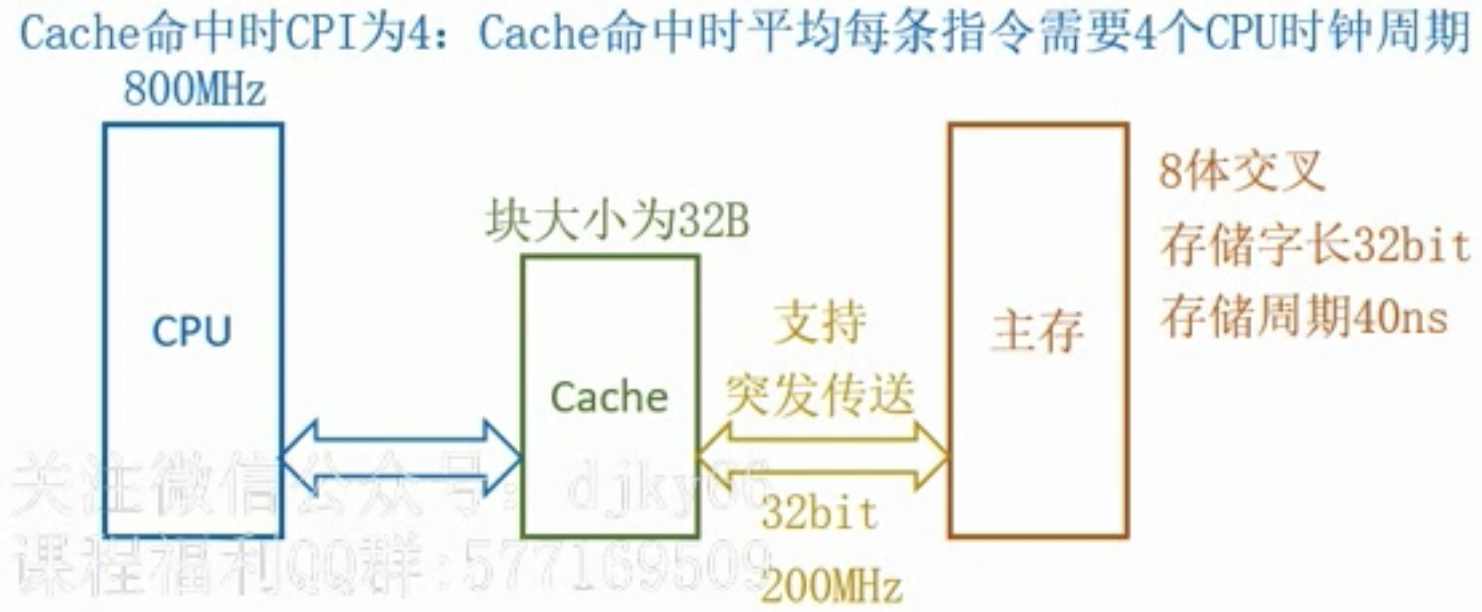 Cache命中时CPI为4：Cache命中时平均每条指令需要4个CPU时钟周期
800MHz
CPU
块大小为32B
Cache
支持
突发传送
32bit
200MHz
主存
8体交叉
存储字长32bit
存储周期40ns
关注微信公众号：djky06
课程福利QQ群:577169509